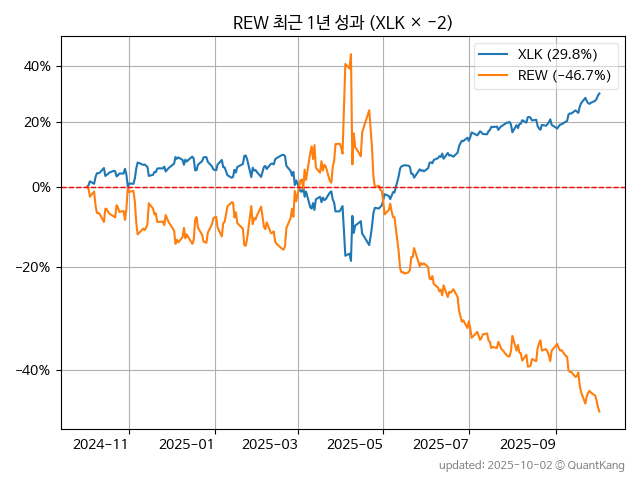 REW 최근 1년 성과 (XLK × −2)
XLK (29.8%)
REW (−46.7%)
40%
20%
0%
−20%
−40%
2024−11
2025−01
2025−03
2025−05
2025−07
2025−09
updated: 2025-10-02 © QuantKang